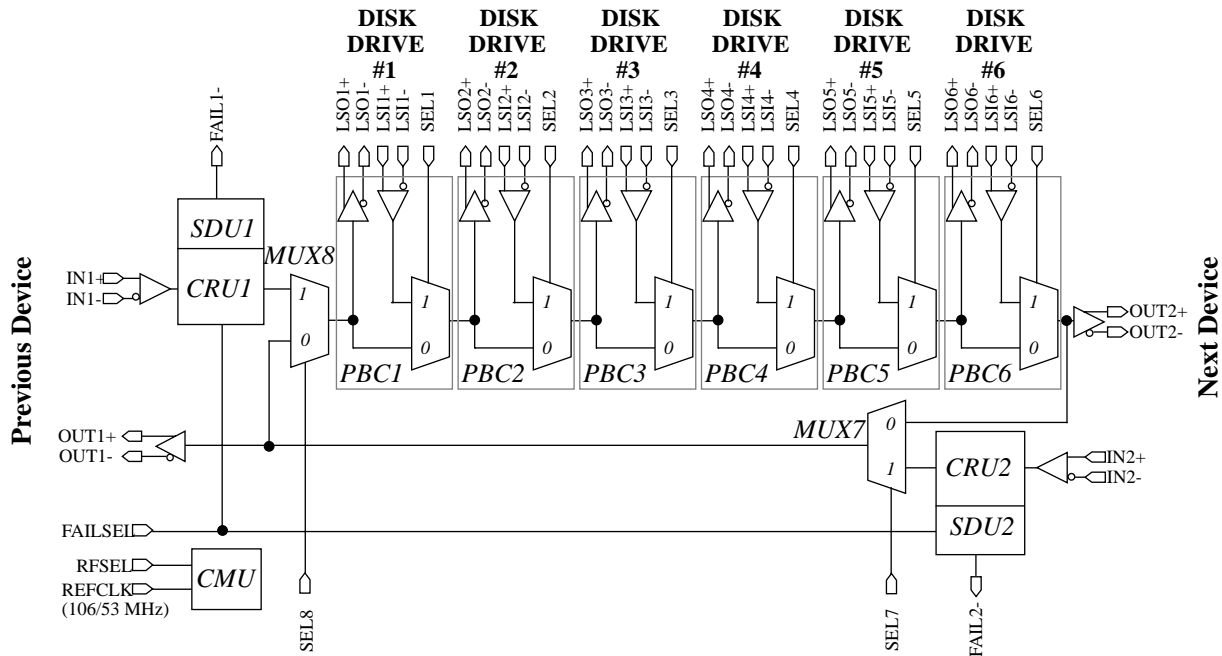 DISK DRIVE #1
DISK DRIVE #2
DISK DRIVE #3
DISK DRIVE #4
DISK DRIVE #5
DISK DRIVE #6
FAIL1-
LSO1+
LSO1-
LSI1+
LSI1-
SEL1
LSO2+
LSO2-
LSI2+
LSI2-
SEL2
LSO3+
LSO3-
LSI3+
LSI3-
SEL3
LSO4+
LSO4-
LSI4+
LSI4-
SEL4
LSO5+
LSO5-
LSI5+
LSI5-
SEL5
LSO6+
LSO6-
LSI6+
LSI6-
SEL6
Previous Device
SDU1
CRU1
IN1+
IN1-
MUX8
1
0
1
0
PBC1
1
0
PBC2
1
0
PBC3
1
0
PBC4
1
0
PBC5
1
0
PBC6
OUT2+
OUT2-
Next Device
OUT1+
OUT1-
MUX7
0
1
CRU2
SDU2
IN2+
IN2-
FAILSEL
RFSEL
REFCLK
(106/53 MHz)
CMU
SEL8
SEL7
FAIL2-